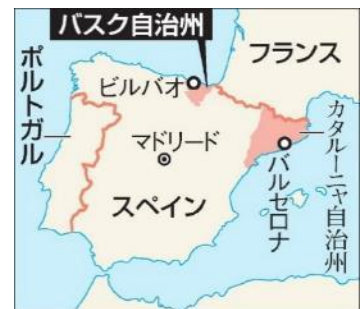 バスク自治州
フランス
ポルトガル
ビルバオ
マドリード
スペイン
バルセロナ
カタルーニャ自治州